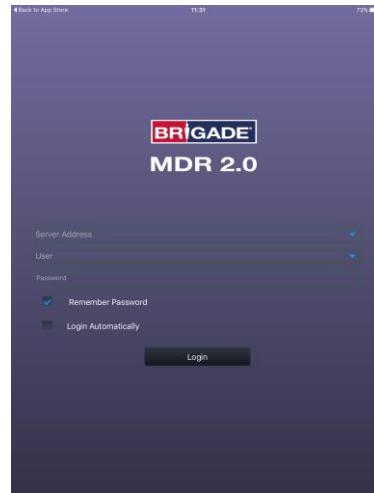 Back to App Store 11:31 72%
BRIGADE
MDR 2.0
Server Address
User
Password
Remember Password
Login Automatically
Login